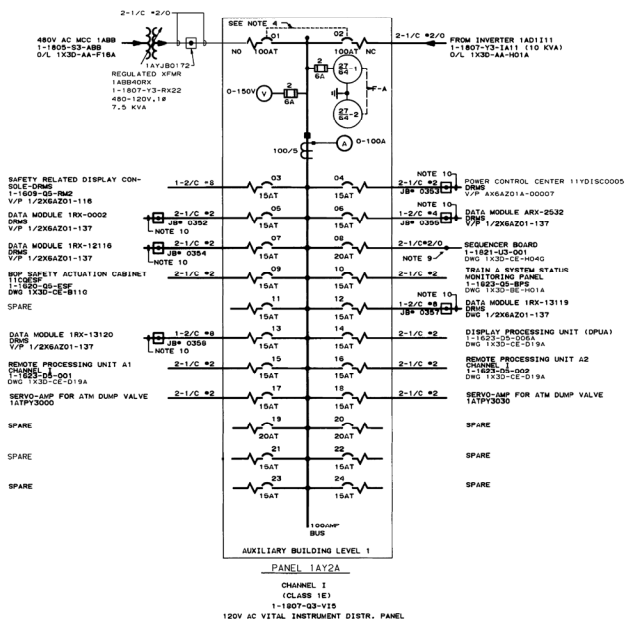 2-1/C #2/0
480V AC MCC 1ABB
1-1805-S3-ABB
O/L 1X3D-AA-F16A
1AYJB0172
REGULATED XFMR
1ABB40RX
1-1807-Y3-RX22
480-120V,1Ø
7.5 KVA
SEE NOTE 4
01
NO
100AT
02
100AT
NC
2-1/C #2/0
FROM INVERTER 1AD1I11
1-1807-Y3-IA11 (10 KVA)
O/L 1X3D-AA-H01A
0-150V
V
2
6A
2
6A
27
64
-1
27
64
-2
F-A
100/5
A
0-100A
SAFETY RELATED DISPLAY CON-
SOLE-DRMS
1-1609-Q5-RM2
V/P 1/2X6AZ01-116
1-2/C #8
03
15AT
04
15AT
2-1/C #2
JB# 0353
NOTE 10
POWER CONTROL CENTER 11YDISC0005
DRMS
V/P AX6AZ01A-00007
DATA MODULE 1RX-0002
DRMS
V/P 1/2X6AZ01-137
NOTE 10
2-1/C #2
JB# 0352
05
15AT
06
15AT
2-1/C #4
JB# 0355
NOTE 10
DATA MODULE ARX-2532
DRMS
V/P 1/2X6AZ01-137
DATA MODULE 1RX-12116
DRMS
V/P 1/2X6AZ01-137
NOTE 10
2-1/C #2
JB# 0354
07
15AT
08
20AT
2-1/C#2/0
NOTE 9
SEQUENCER BOARD
1-1821-U3-001
DWG 1X3D-CE-H04G
BOP SAFETY ACTUATION CABINET
11CQESF
1-1620-Q5-ESF
DWG 1X3D-CE-B11G
2-1/C #2
09
15AT
10
15AT
2-1/C #2
TRAIN A SYSTEM STATUS
MONITORING PANEL
1-1623-Q5-BPS
DWG 1X3D-BE-H01A
SPARE
11
15AT
12
15AT
1-2/C #8
JB# 0357
NOTE 10
DATA MODULE 1RX-13119
DRMS
DWG 1/2X6AZ01-137
DATA MODULE 1RX-13120
DRMS
V/P 1/2X6AZ01-137
NOTE 10
1-2/C #8
JB# 0358
13
15AT
14
15AT
2-1/C #2
DISPLAY PROCESSING UNIT (DPUA)
1-1623-D5-006A
DWG 1X3D-CE-D19A
REMOTE PROCESSING UNIT A1
CHANNEL I
1-1623-D5-001
DWG 1X3D-CE-D19A
2-1/C #2
15
15AT
16
15AT
2-1/C #2
REMOTE PROCESSING UNIT A2
CHANNEL I
1-1623-D5-002
DWG 1X3D-CE-D19A
SERVO-AMP FOR ATM DUMP VALVE
1ATPY3000
2-1/C #2
17
15AT
18
15AT
2-1/C #2
SERVO-AMP FOR ATM DUMP VALVE
1ATPY3030
SPARE
19
20AT
20
20AT
SPARE
SPARE
21
15AT
22
15AT
SPARE
SPARE
23
15AT
24
15AT
SPARE
100AMP
BUS
AUXILIARY BUILDING LEVEL 1
PANEL 1AY2A
CHANNEL I
(CLASS 1E)
1-1807-Q3-VI5
120V AC VITAL INSTRUMENT DISTR. PANEL